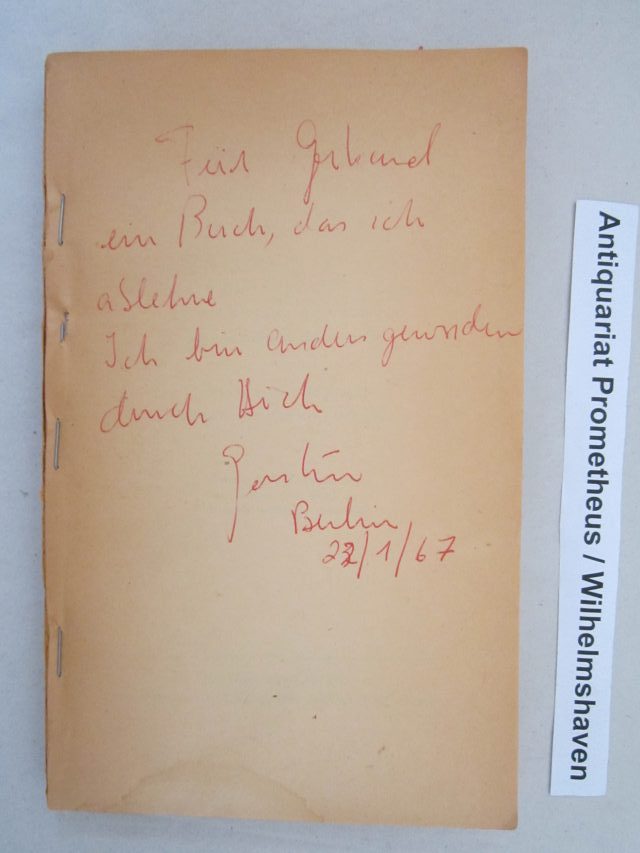 Für Gerhard
ein Buch, das ich
ablehne
Ich bin anders geworden
durch Dich
Berlin
22/1/67
Antiquariat Prometheus / Wilhelmshaven